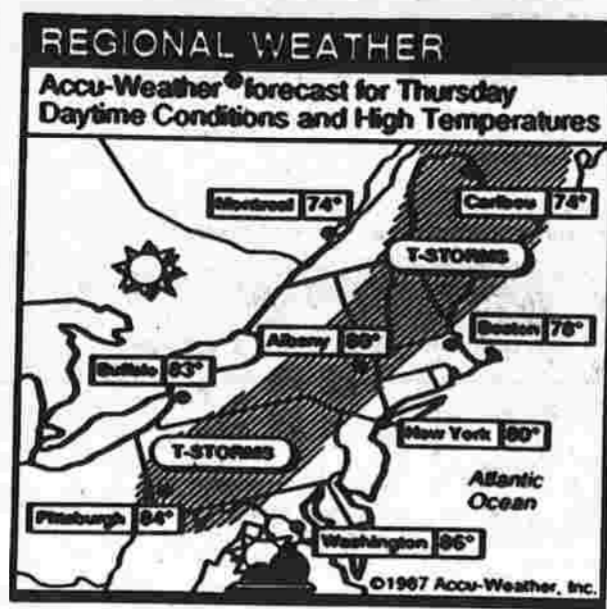 REGIONAL WEATHER
Accu-Weather® forecast for Thursday
Daytime Conditions and High Temperatures
Montreal 74°
Caribou 74°
T-STORMS
Albany 80°
Boston 78°
Buffalo 83°
New York 80°
T-STORMS
Atlantic
Ocean
Pittsburgh 84°
Washington 86°
©1987 Accu-Weather, Inc.